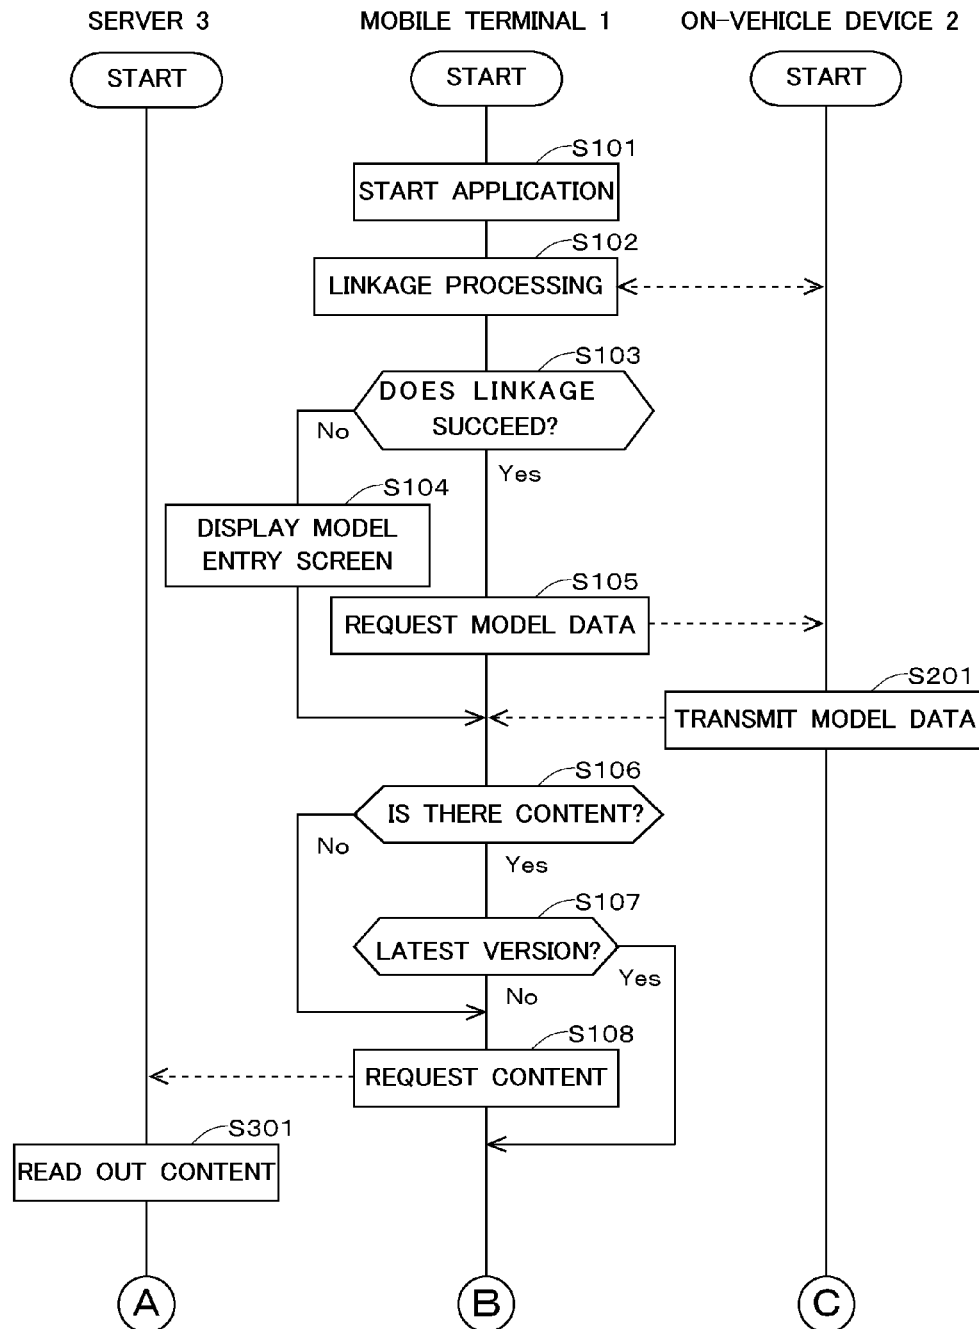 SERVER 3
MOBILE TERMINAL 1
ON-VEHICLE DEVICE 2
START
START
START
S101
START APPLICATION
S102
LINKAGE PROCESSING
S103
DOES LINKAGE
SUCCEED?
No
Yes
S104
DISPLAY MODEL
ENTRY SCREEN
S105
REQUEST MODEL DATA
S201
TRANSMIT MODEL DATA
S106
IS THERE CONTENT?
No
Yes
S107
LATEST VERSION?
Yes
No
S108
REQUEST CONTENT
S301
READ OUT CONTENT
A
B
C